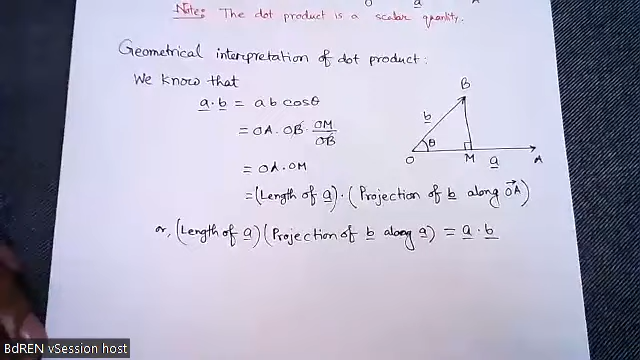 O a A
Note: The dot product is a scalar quantity.
Geometrical interpretation of dot product:
We know that
a · b = a b cosθ
= OA · OB · OM/OB
= OA · OM
= (Length of a) · (Projection of b along OA)
or, (Length of a) (Projection of b along a) = a · b
B
b
θ
O M A
a
BdREN vSession host